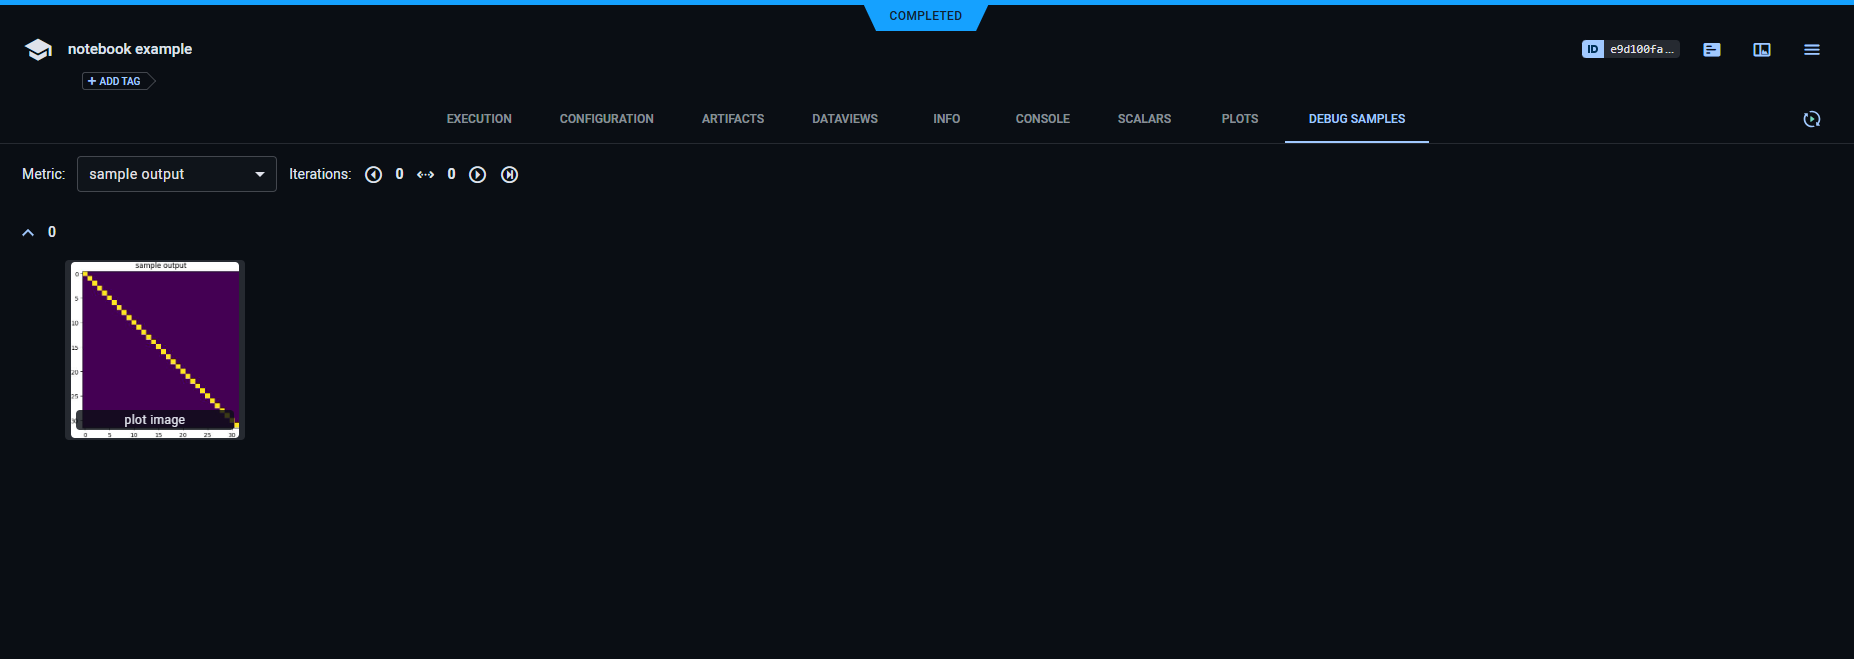 COMPLETED
notebook example
ID e9d100fa...
+ ADD TAG
EXECUTION CONFIGURATION ARTIFACTS DATAVIEWS INFO CONSOLE SCALARS PLOTS DEBUG SAMPLES
Metric: sample output Iterations: 0 0
0
sample output
0
5
10
15
20
25
plot image
0 5 10 15 20 25 30